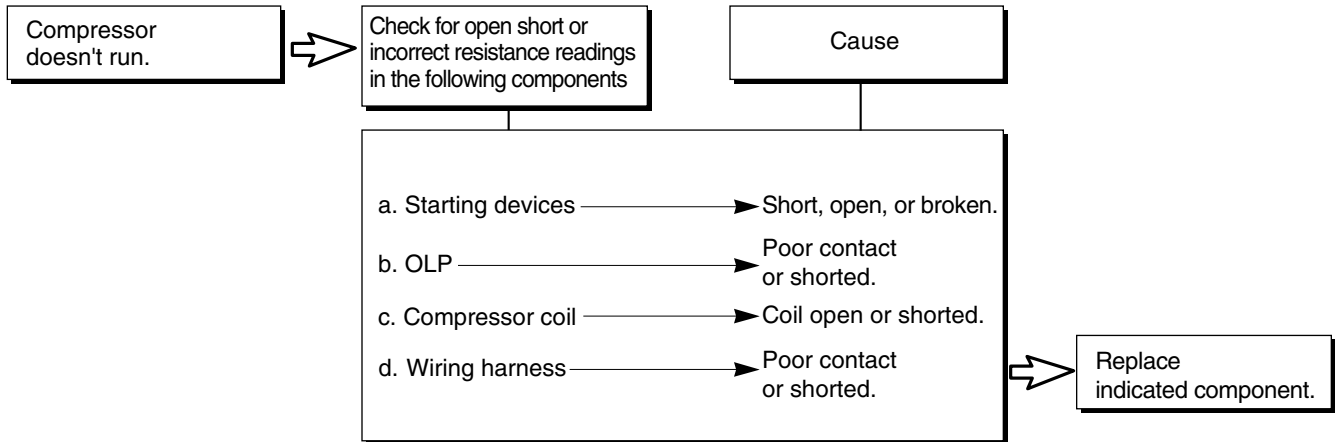 Compressor
doesn't run.
Check for open short or
incorrect resistance readings
in the following components
Cause
a. Starting devices
Short, open, or broken.
b. OLP
Poor contact
or shorted.
c. Compressor coil
Coil open or shorted.
d. Wiring harness
Poor contact
or shorted.
Replace
indicated component.